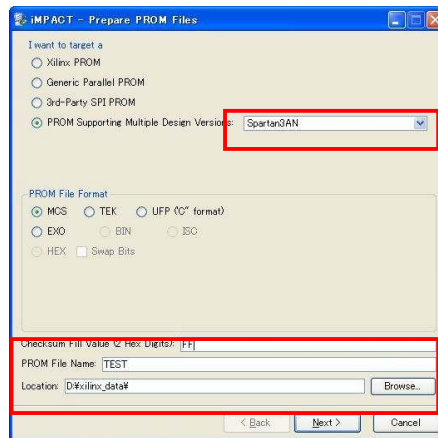 iMPACT - Prepare PROM Files
I want to target a
Xilinx PROM
Generic Parallel PROM
3rd-Party SPI PROM
PROM Supporting Multiple Design Versions: Spartan3AN
PROM File Format
MCS TEK UFP ("C" format)
EXO BIN ISC
HEX Swap Bits
Checksum Fill Value (2 Hex Digits): FF
PROM File Name: TEST
Location: D:¥xilinx_data¥ Browse...
< Back Next > Cancel